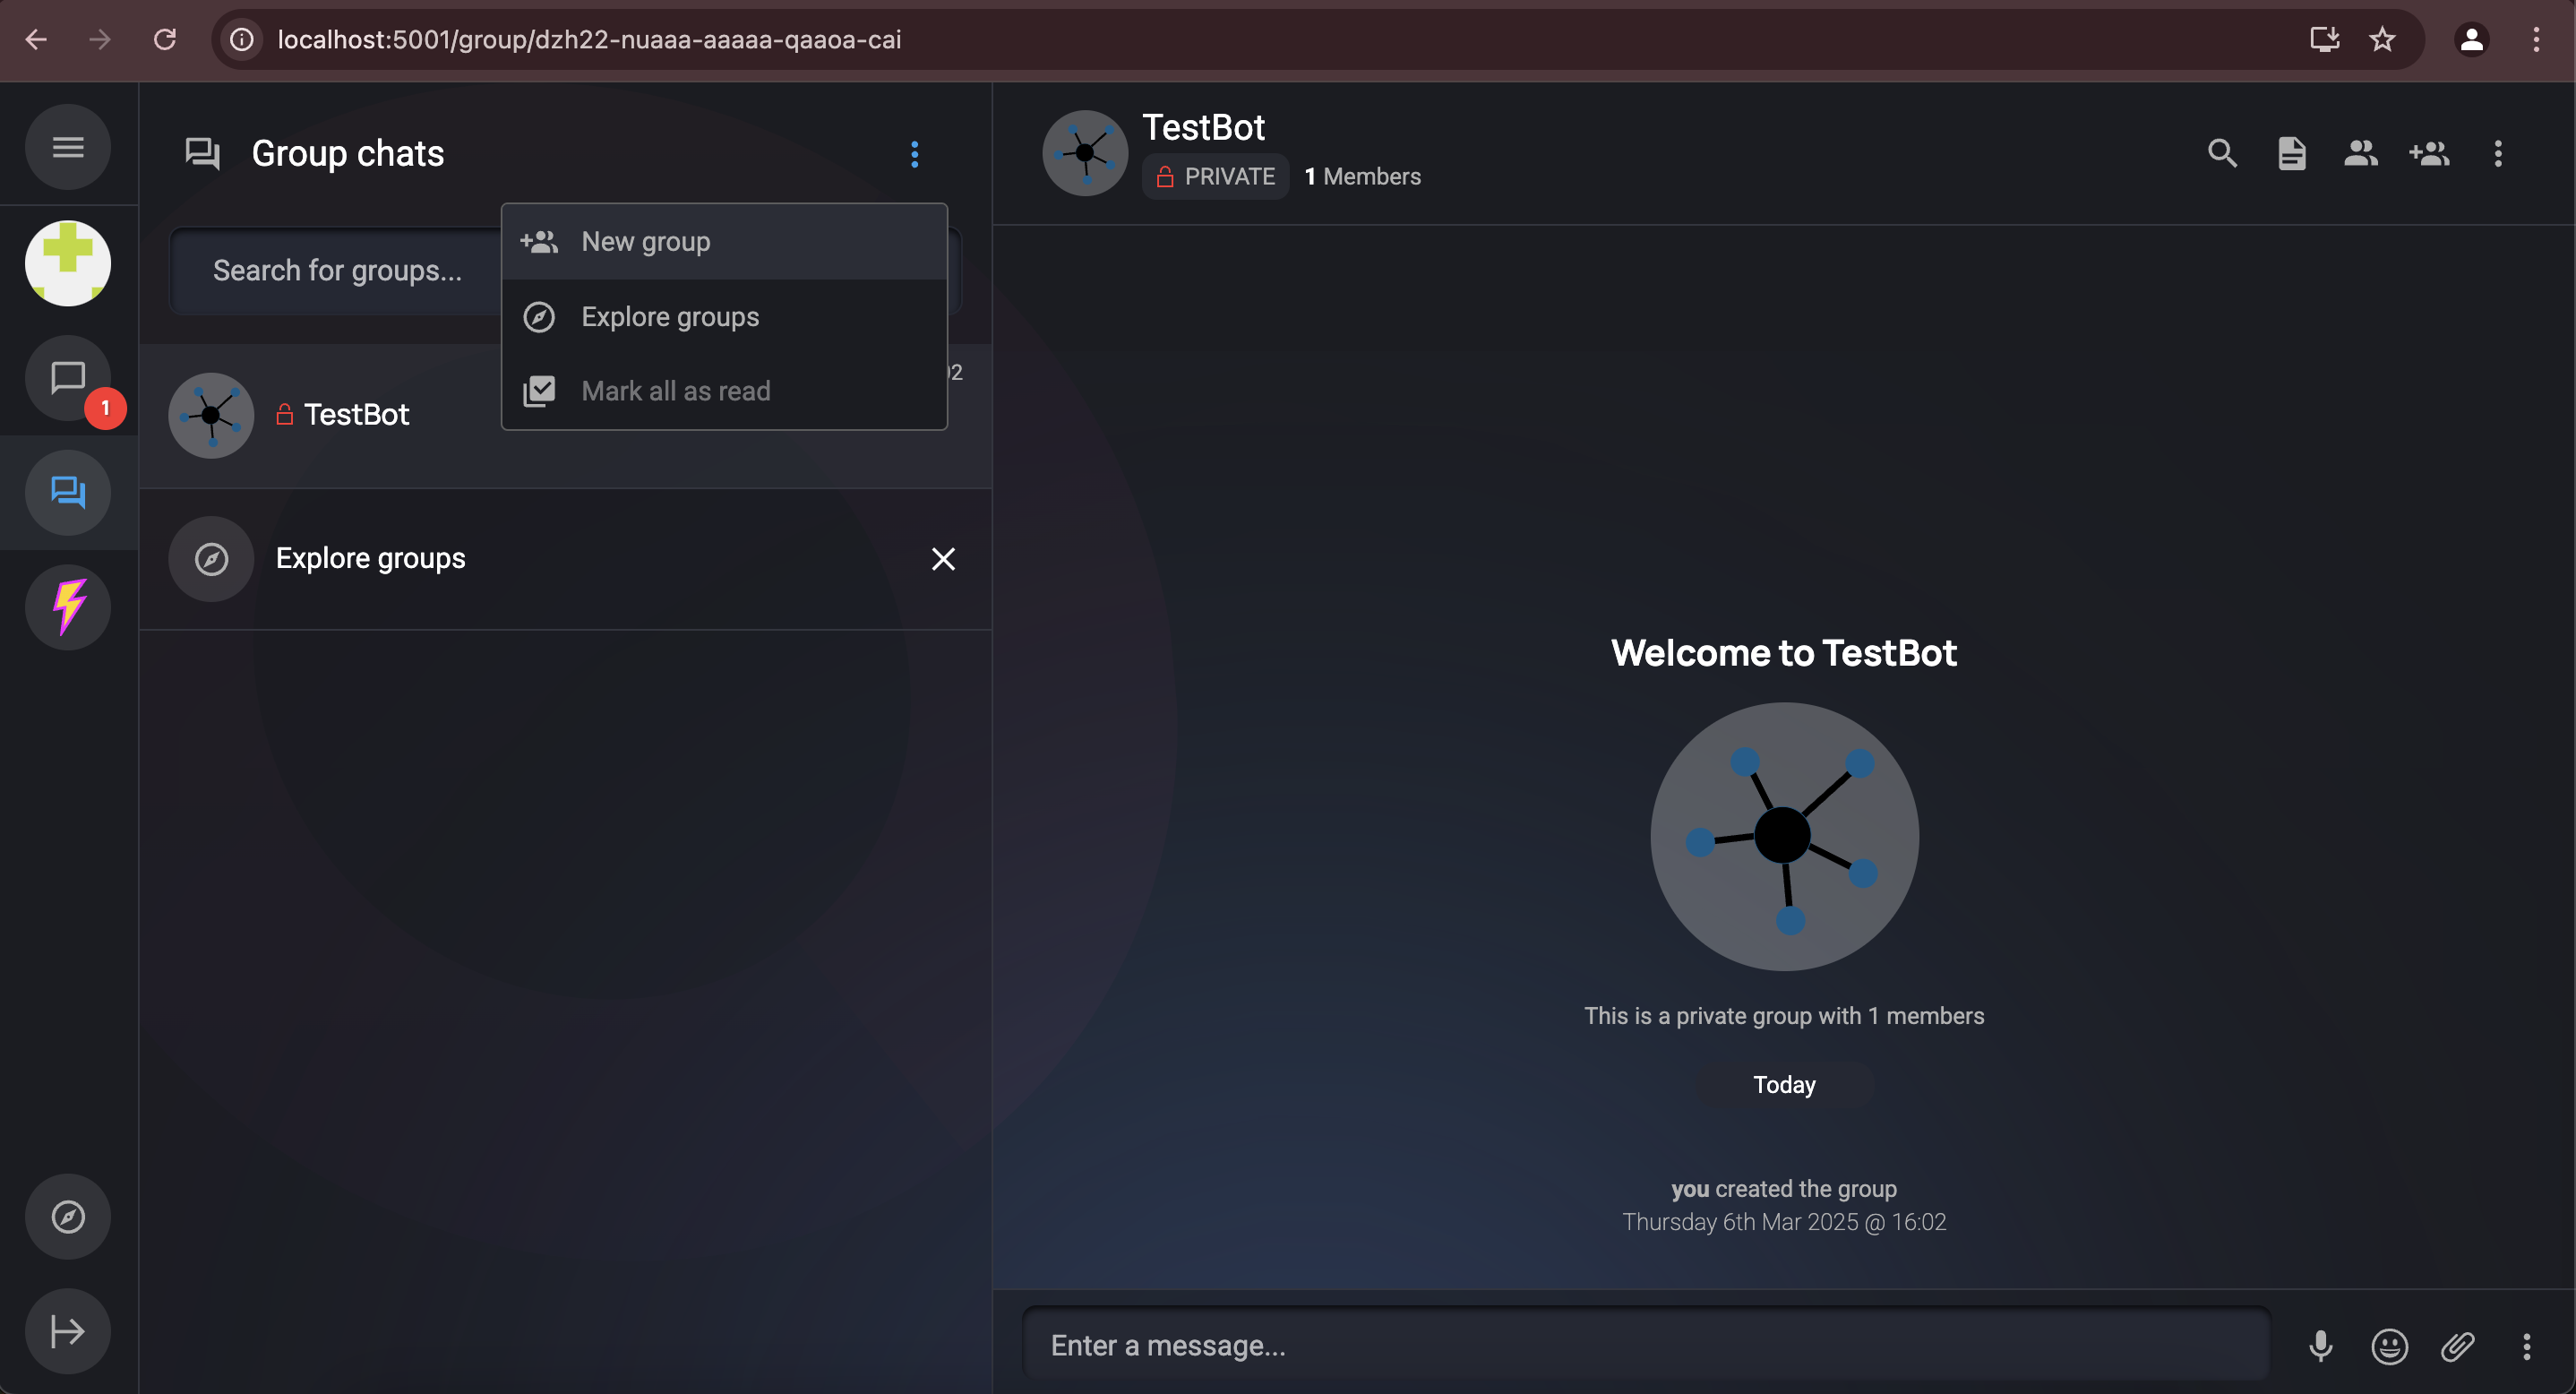 localhost:5001/group/dzh22-nuaaa-aaaaa-qaaoa-cai
Group chats
Search for groups...
New group
Explore groups
Mark all as read
1
TestBot
02
Explore groups
TestBot
PRIVATE 1 Members
Welcome to TestBot
This is a private group with 1 members
Today
you created the group
Thursday 6th Mar 2025 @ 16:02
Enter a message...